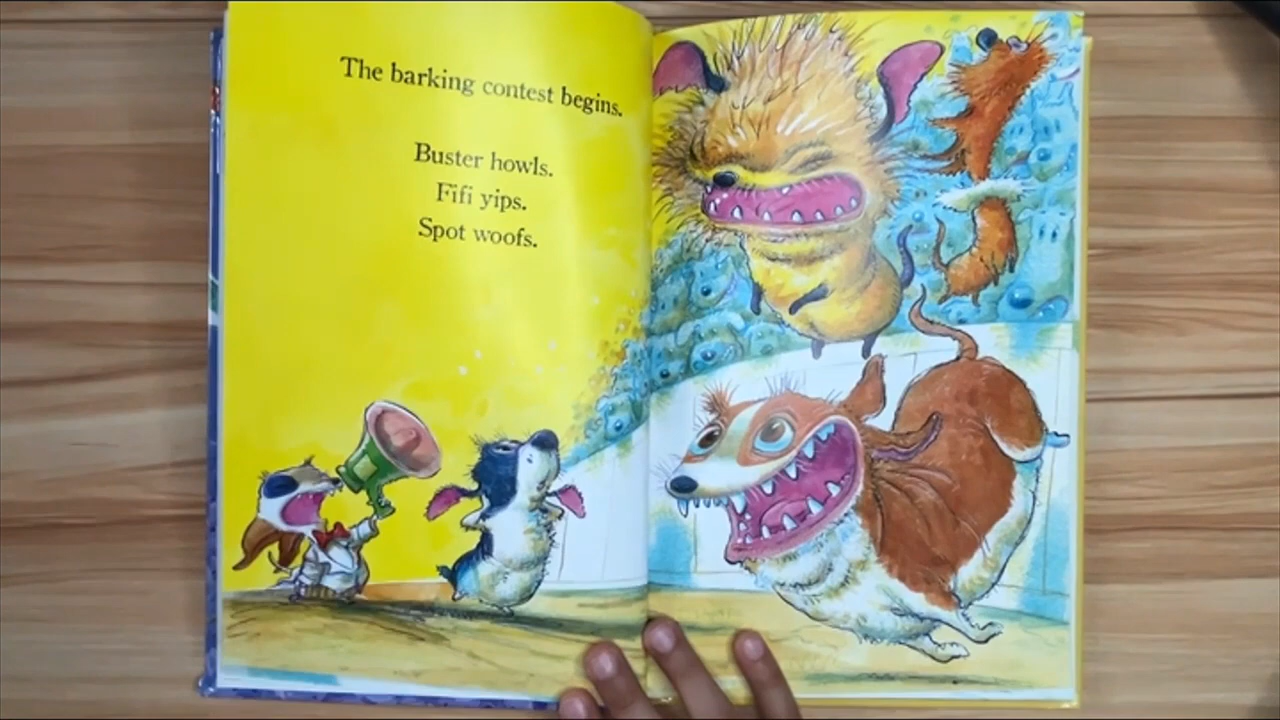 The barking contest begins.
Buster howls.
Fifi yips.
Spot woofs.